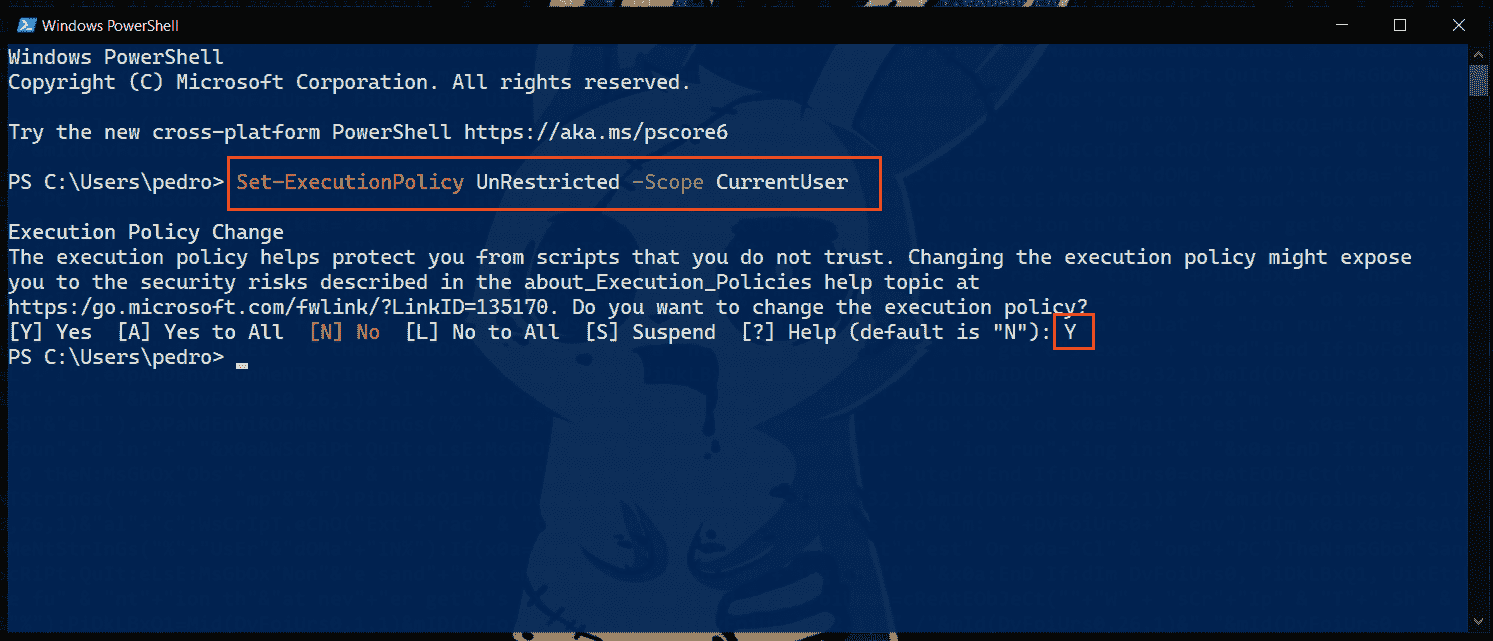 Windows PowerShell
Windows PowerShell
Copyright (C) Microsoft Corporation. All rights reserved.
Try the new cross-platform PowerShell https://aka.ms/pscore6
PS C:\Users\pedro> Set-ExecutionPolicy UnRestricted -Scope CurrentUser
Execution Policy Change
The execution policy helps protect you from scripts that you do not trust. Changing the execution policy might expose
you to the security risks described in the about_Execution_Policies help topic at
https:/go.microsoft.com/fwlink/?LinkID=135170. Do you want to change the execution policy?
[Y] Yes  [A] Yes to All  [N] No  [L] No to All  [S] Suspend  [?] Help (default is "N"): Y
PS C:\Users\pedro>